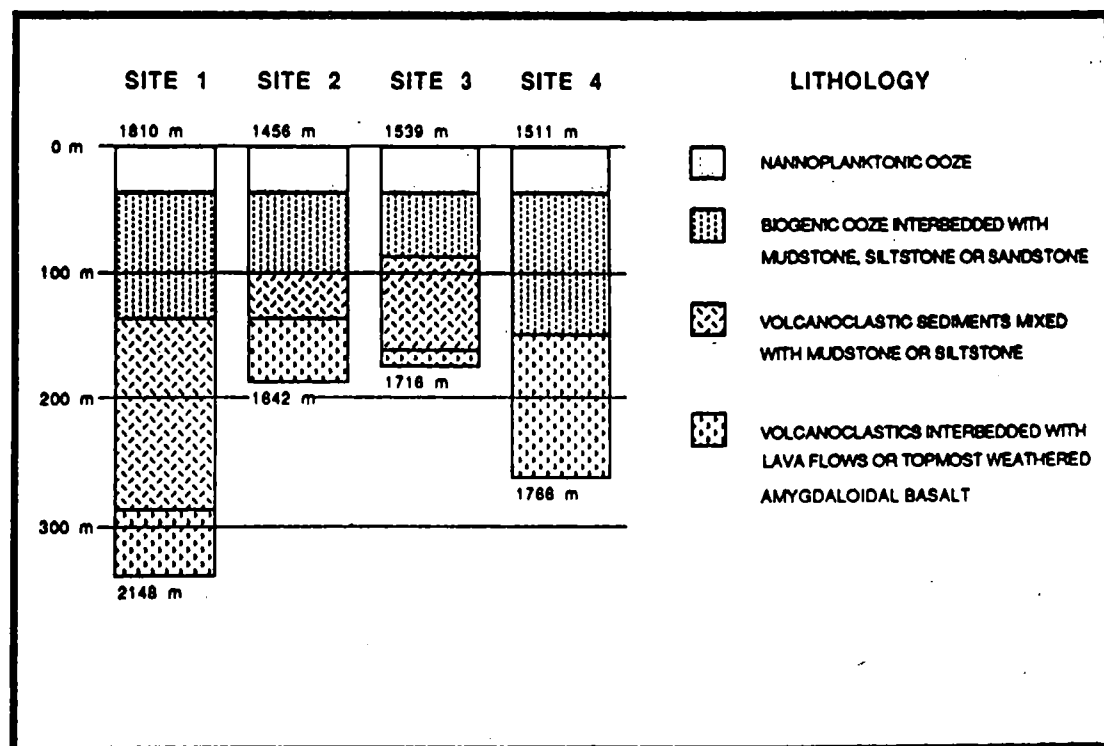 SITE 1 SITE 2 SITE 3 SITE 4 LITHOLOGY
1810 m 1456 m 1539 m 1511 m
0 m
100 m
200 m
300 m
1642 m
1716 m
1766 m
2148 m
NANNOPLANKTONIC OOZE
BIOGENIC OOZE INTERBEDDED WITH
MUDSTONE, SILTSTONE OR SANDSTONE
VOLCANOCLASTIC SEDIMENTS MIXED
WITH MUDSTONE OR SILTSTONE
VOLCANOCLASTICS INTERBEDDED WITH
LAVA FLOWS OR TOPMOST WEATHERED
AMYGDALOIDAL BASALT